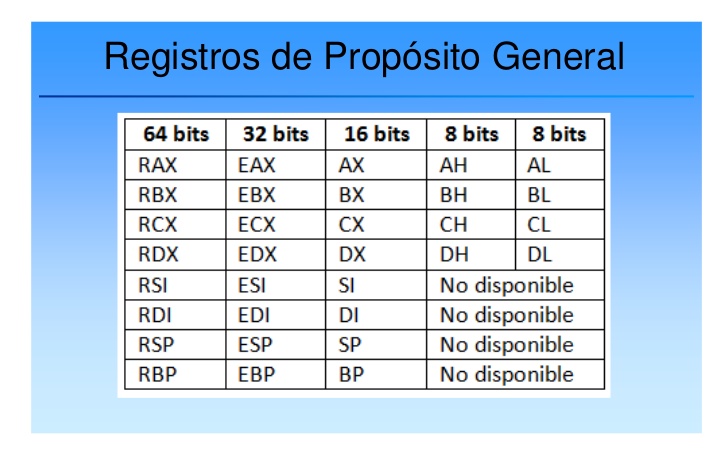 Registros de Propósito General
64 bits 32 bits 16 bits 8 bits 8 bits
RAX EAX AX AH AL
RBX EBX BX BH BL
RCX ECX CX CH CL
RDX EDX DX DH DL
RSI ESI SI No disponible
RDI EDI DI No disponible
RSP ESP SP No disponible
RBP EBP BP No disponible